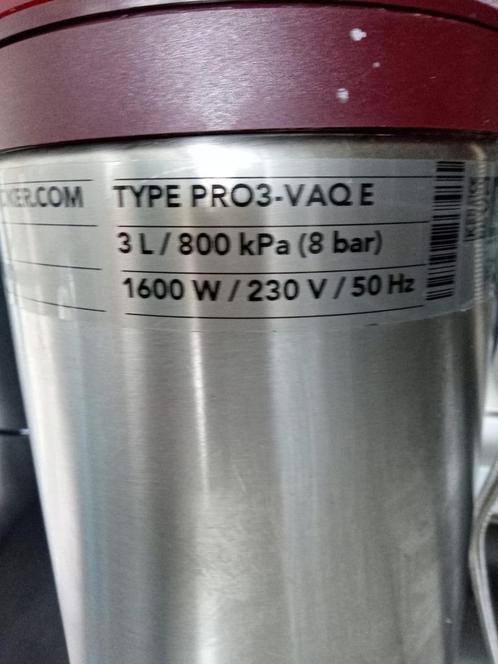 KER.COM TYPE PRO3-VAQ E
3 L / 800 kPa (8 bar)
1600 W / 230 V / 50 Hz